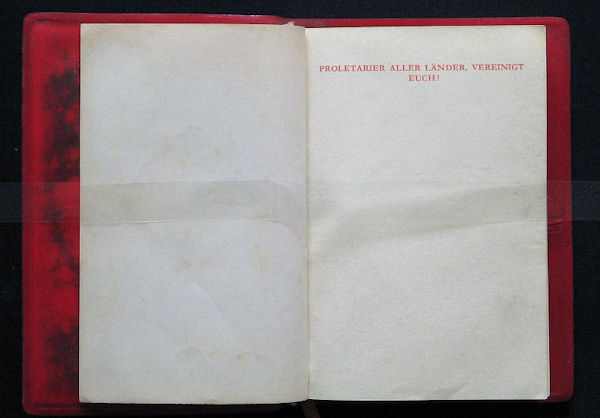 PROLETARIER ALLER LÄNDER, VEREINIGT
EUCH!